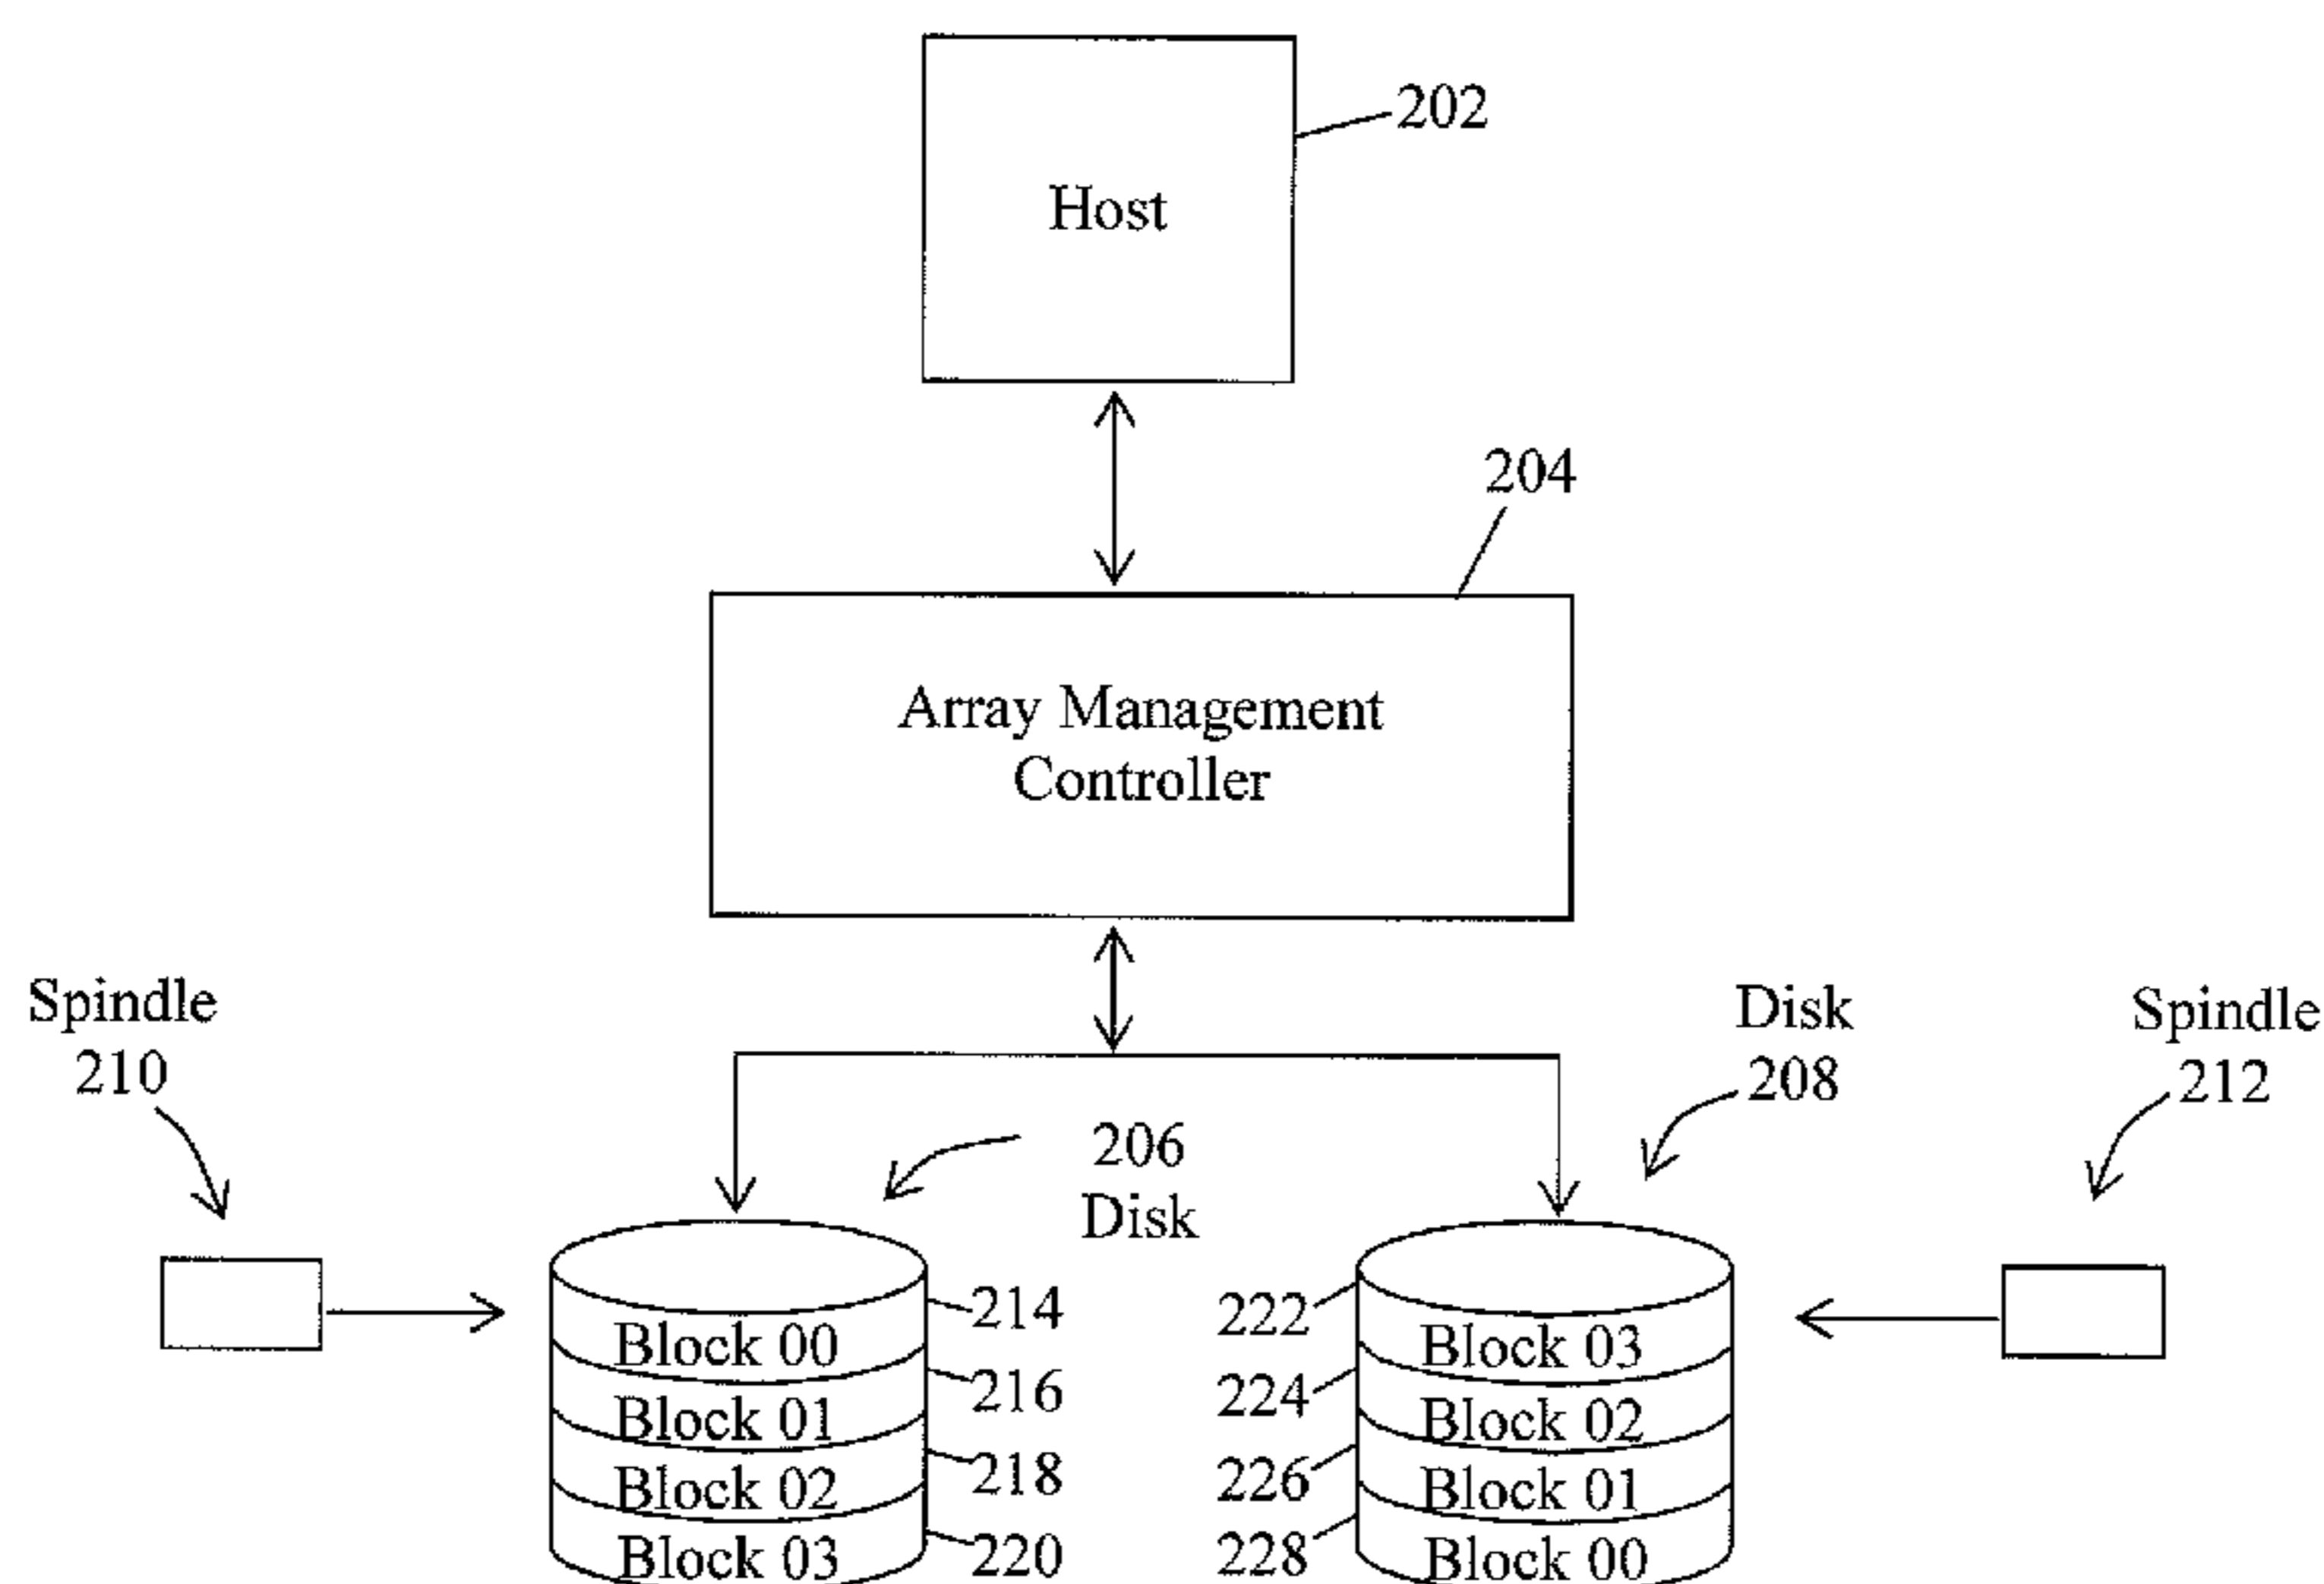 202
Host
204
Array Management
Controller
Spindle
210
Disk
208
Spindle
212
206
Disk
214
Block 00
216
Block 01
218
Block 02
220
Block 03
222
Block 03
224
Block 02
226
Block 01
228
Block 00